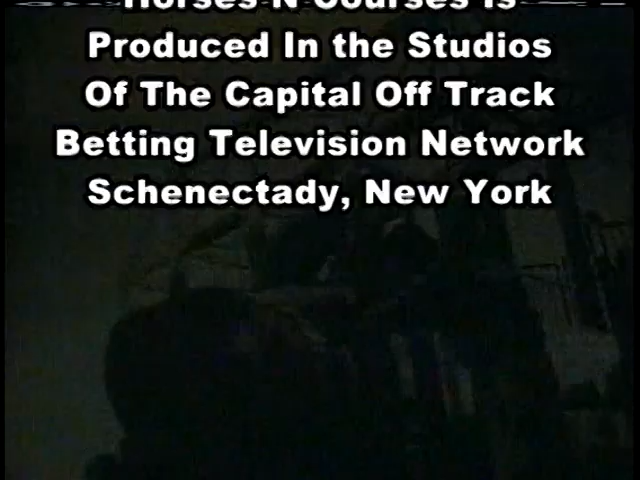 Horses N Courses Is
Produced In the Studios
Of The Capital Off Track
Betting Television Network
Schenectady, New York